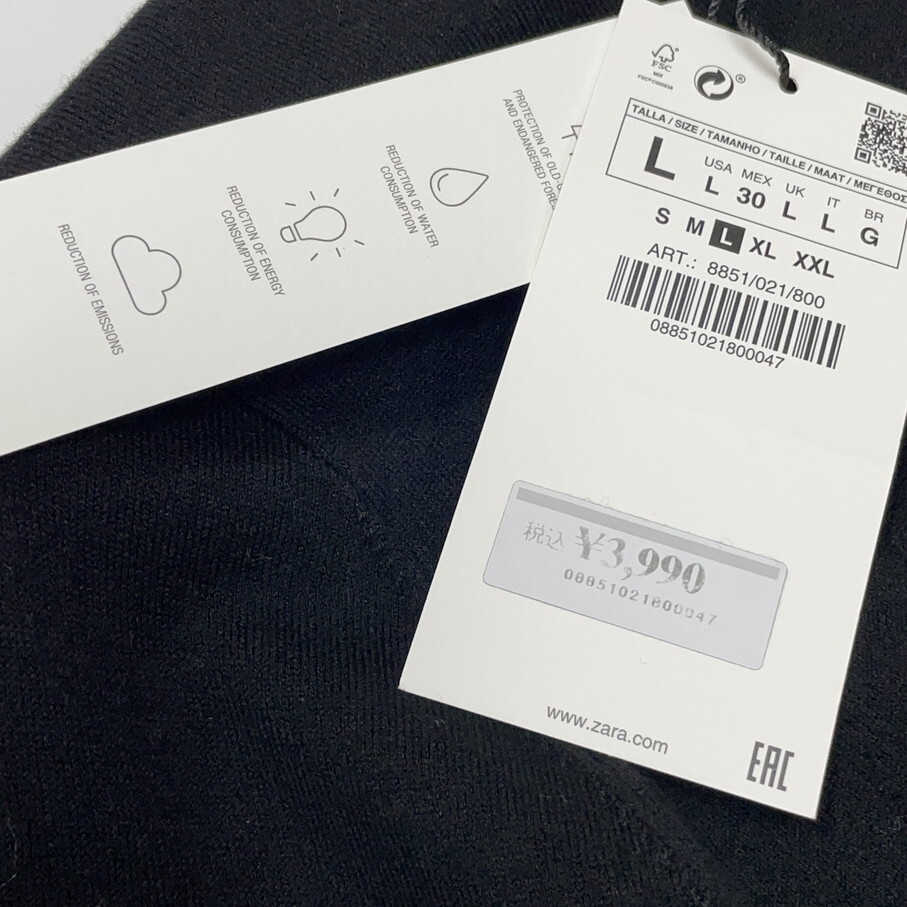 REDUCTION OF EMISSIONS
REDUCTION OF ENERGY
CONSUMPTION
REDUCTION OF WATER
CONSUMPTION
PROTECTION OF
AND ENDANGERED
FSC
MIX
TALLA / SIZE / TAMANHO / TAILLE / MAAT / ΜΕΓΕΘΟΣ
L
USA MEX UK IT BR
L 30 L L G
S M L XL XXL
ART.: 8851/021/800
08851021800047
税込 ¥3,990
08851021800047
www.zara.com
EAC